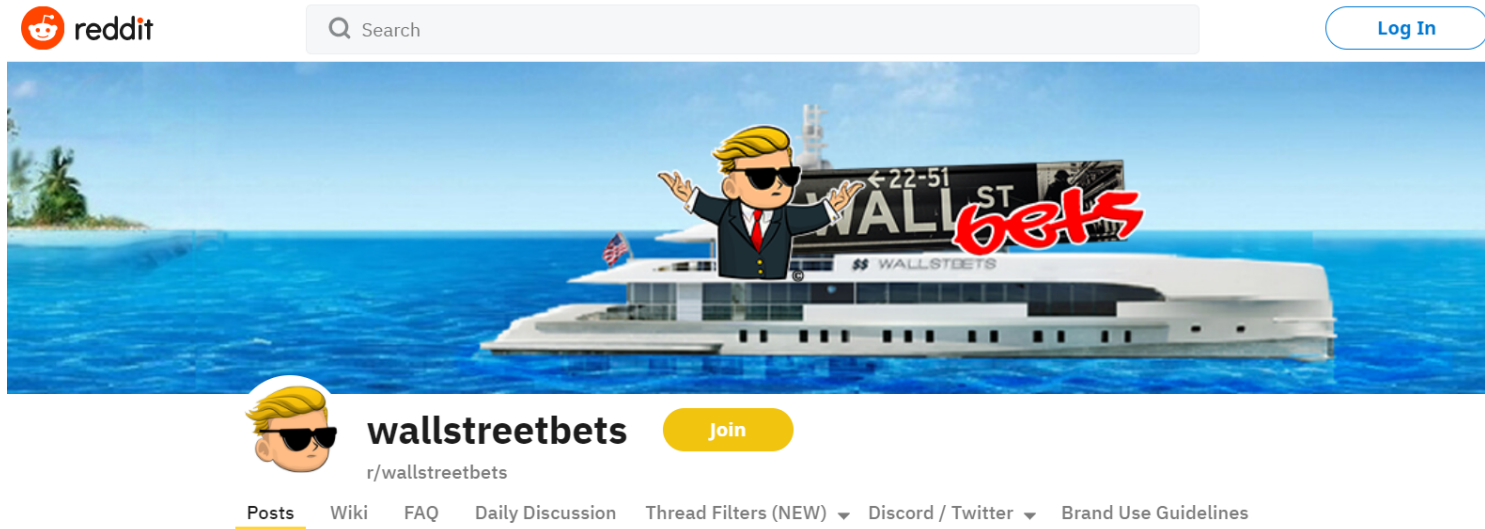 reddit
Search
Log In
←22-51
WALL ST
bets
$$ WALLSTBETS
©
wallstreetbets
Join
r/wallstreetbets
Posts Wiki FAQ Daily Discussion Thread Filters (NEW) Discord / Twitter Brand Use Guidelines